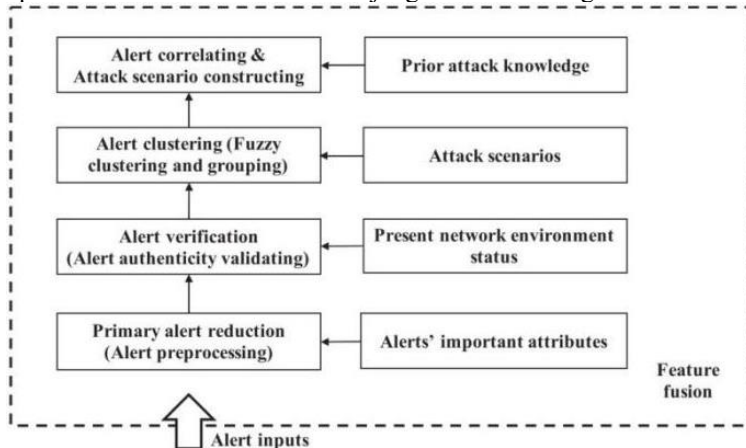 Alert correlating &
Attack scenario constructing
Prior attack knowledge
Alert clustering (Fuzzy
clustering and grouping)
Attack scenarios
Alert verification
(Alert authenticity validating)
Present network environment
status
Primary alert reduction
(Alert preprocessing)
Alerts' important attributes
Feature
fusion
Alert inputs